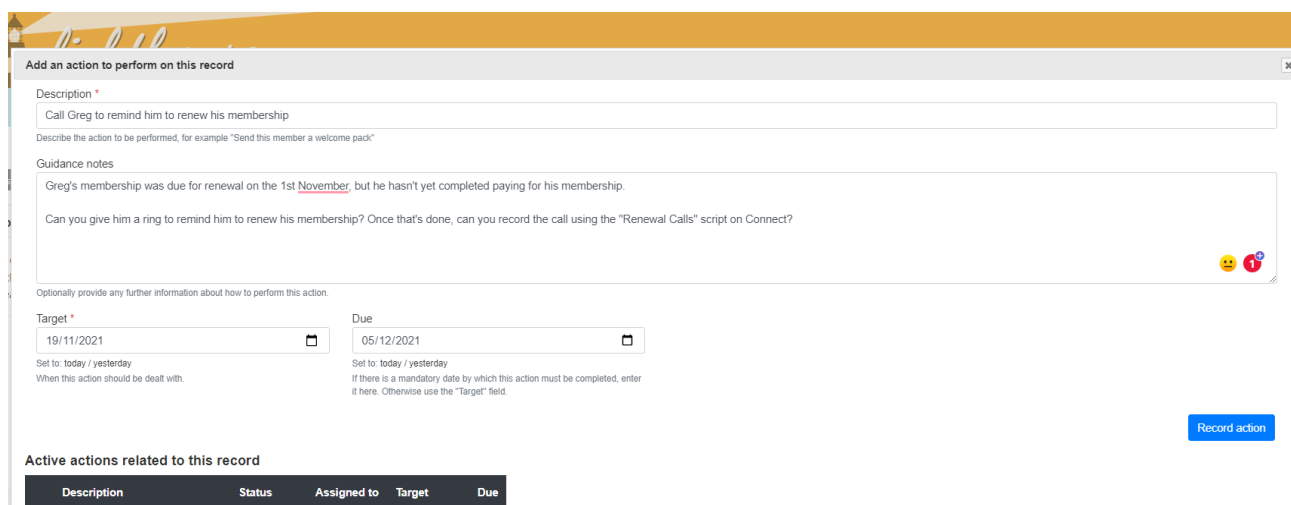 Add an action to perform on this record
Description *
Call Greg to remind him to renew his membership
Describe the action to be performed, for example "Send this member a welcome pack"
Guidance notes
Greg's membership was due for renewal on the 1st November, but he hasn't yet completed paying for his membership.
Can you give him a ring to remind him to renew his membership? Once that's done, can you record the call using the "Renewal Calls" script on Connect?
1
Optionally provide any further information about how to perform this action.
Target *
Due
19/11/2021
05/12/2021
Set to: today / yesterday
Set to: today / yesterday
When this action should be dealt with.
If there is a mandatory date by which this action must be completed, enter
it here. Otherwise use the "Target" field.
Record action
Active actions related to this record
Description Status Assigned to Target Due